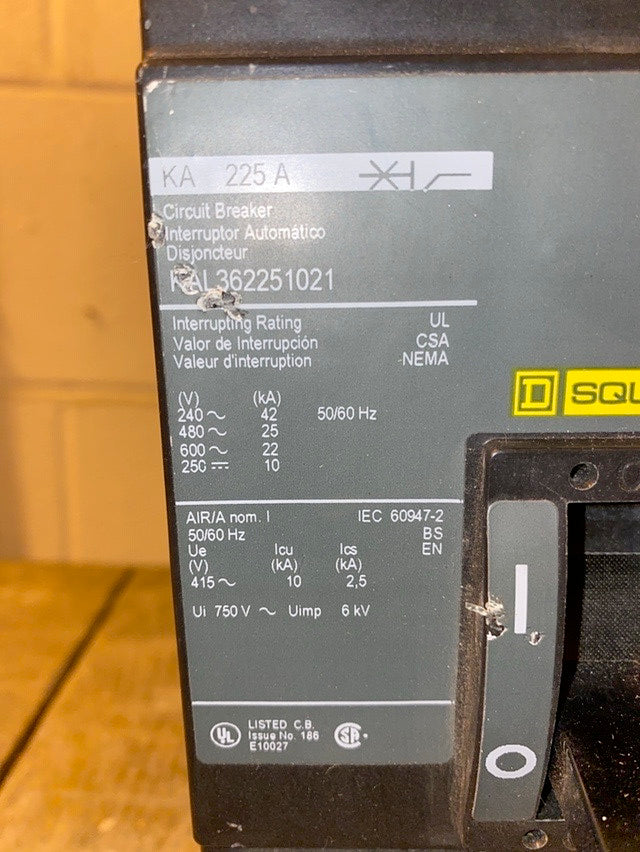 KA 225 A
Circuit Breaker
Interruptor Automático
Disjoncteur
KAL362251021
Interrupting Rating UL
Valor de Interrupción CSA
Valeur d'interruption NEMA
(V) (kA)
240 ~ 42 50/60 Hz
480 ~ 25
600 ~ 22
250 ⎓ 10
SQU
AIR/A nom. I IEC 60947-2
50/60 Hz BS
Ue Icu Ics EN
(V) (kA) (kA)
415 ~ 10 2,5
Ui 750 V ~ Uimp 6 kV
I
O
UL LISTED C.B. SA
Issue No. 186
E10027